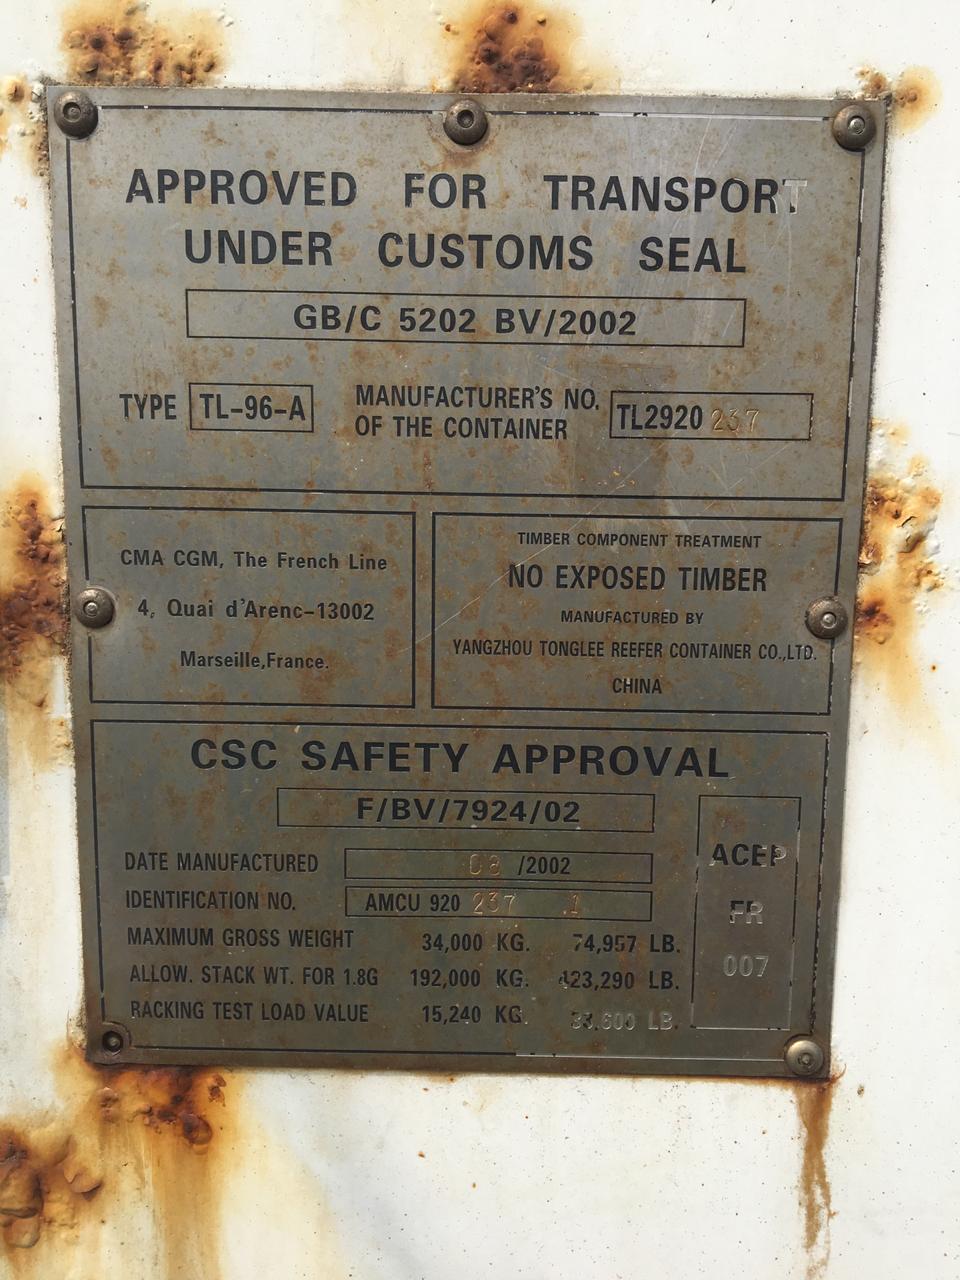 APPROVED FOR TRANSPORT
UNDER CUSTOMS SEAL
GB/C 5202 BV/2002
TYPE TL-96-A
MANUFACTURER'S NO.
OF THE CONTAINER
TL2920 237
CMA CGM, The French Line
4, Quai d'Arenc-13002
Marseille,France.
TIMBER COMPONENT TREATMENT
NO EXPOSED TIMBER
MANUFACTURED BY
YANGZHOU TONGLEE REEFER CONTAINER CO.,LTD.
CHINA
CSC SAFETY APPROVAL
F/BV/7924/02
DATE MANUFACTURED 08 /2002
IDENTIFICATION NO. AMCU 920 237 1
MAXIMUM GROSS WEIGHT 34,000 KG. 74,957 LB.
ALLOW. STACK WT. FOR 1.8G 192,000 KG. 423,290 LB.
RACKING TEST LOAD VALUE 15,240 KG. 33,600 LB.
ACEP
FR
007